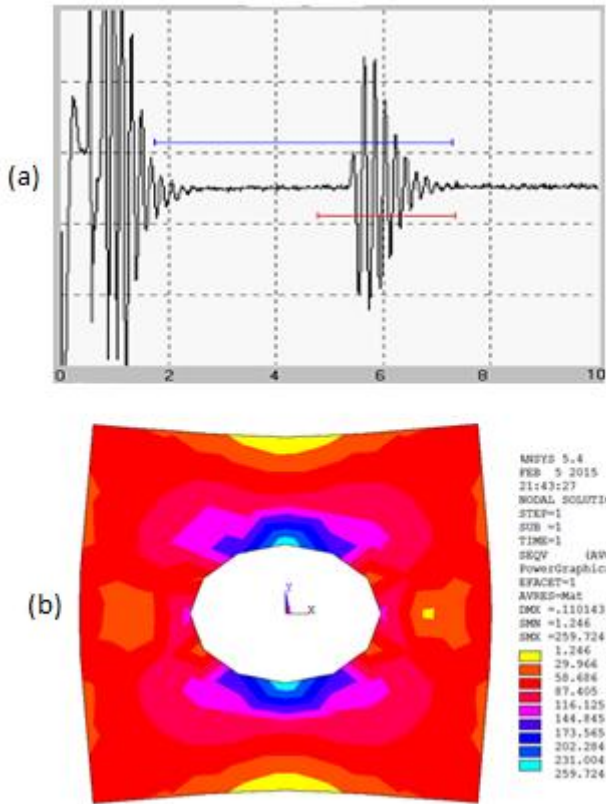 (a)
0 2 4 6 8 10
(b)
Y
X
ANSYS 5.4
FEB 5 2015
21:43:27
NODAL SOLUTIO
STEP=1
SUB =1
TIME=1
SEQV (AV
PowerGraphics
EFACET=1
AVRES=Mat
DMX =.110143
SMN =1.246
SMX =259.724
1.246
29.966
58.686
87.405
116.125
144.845
173.565
202.284
231.004
259.724